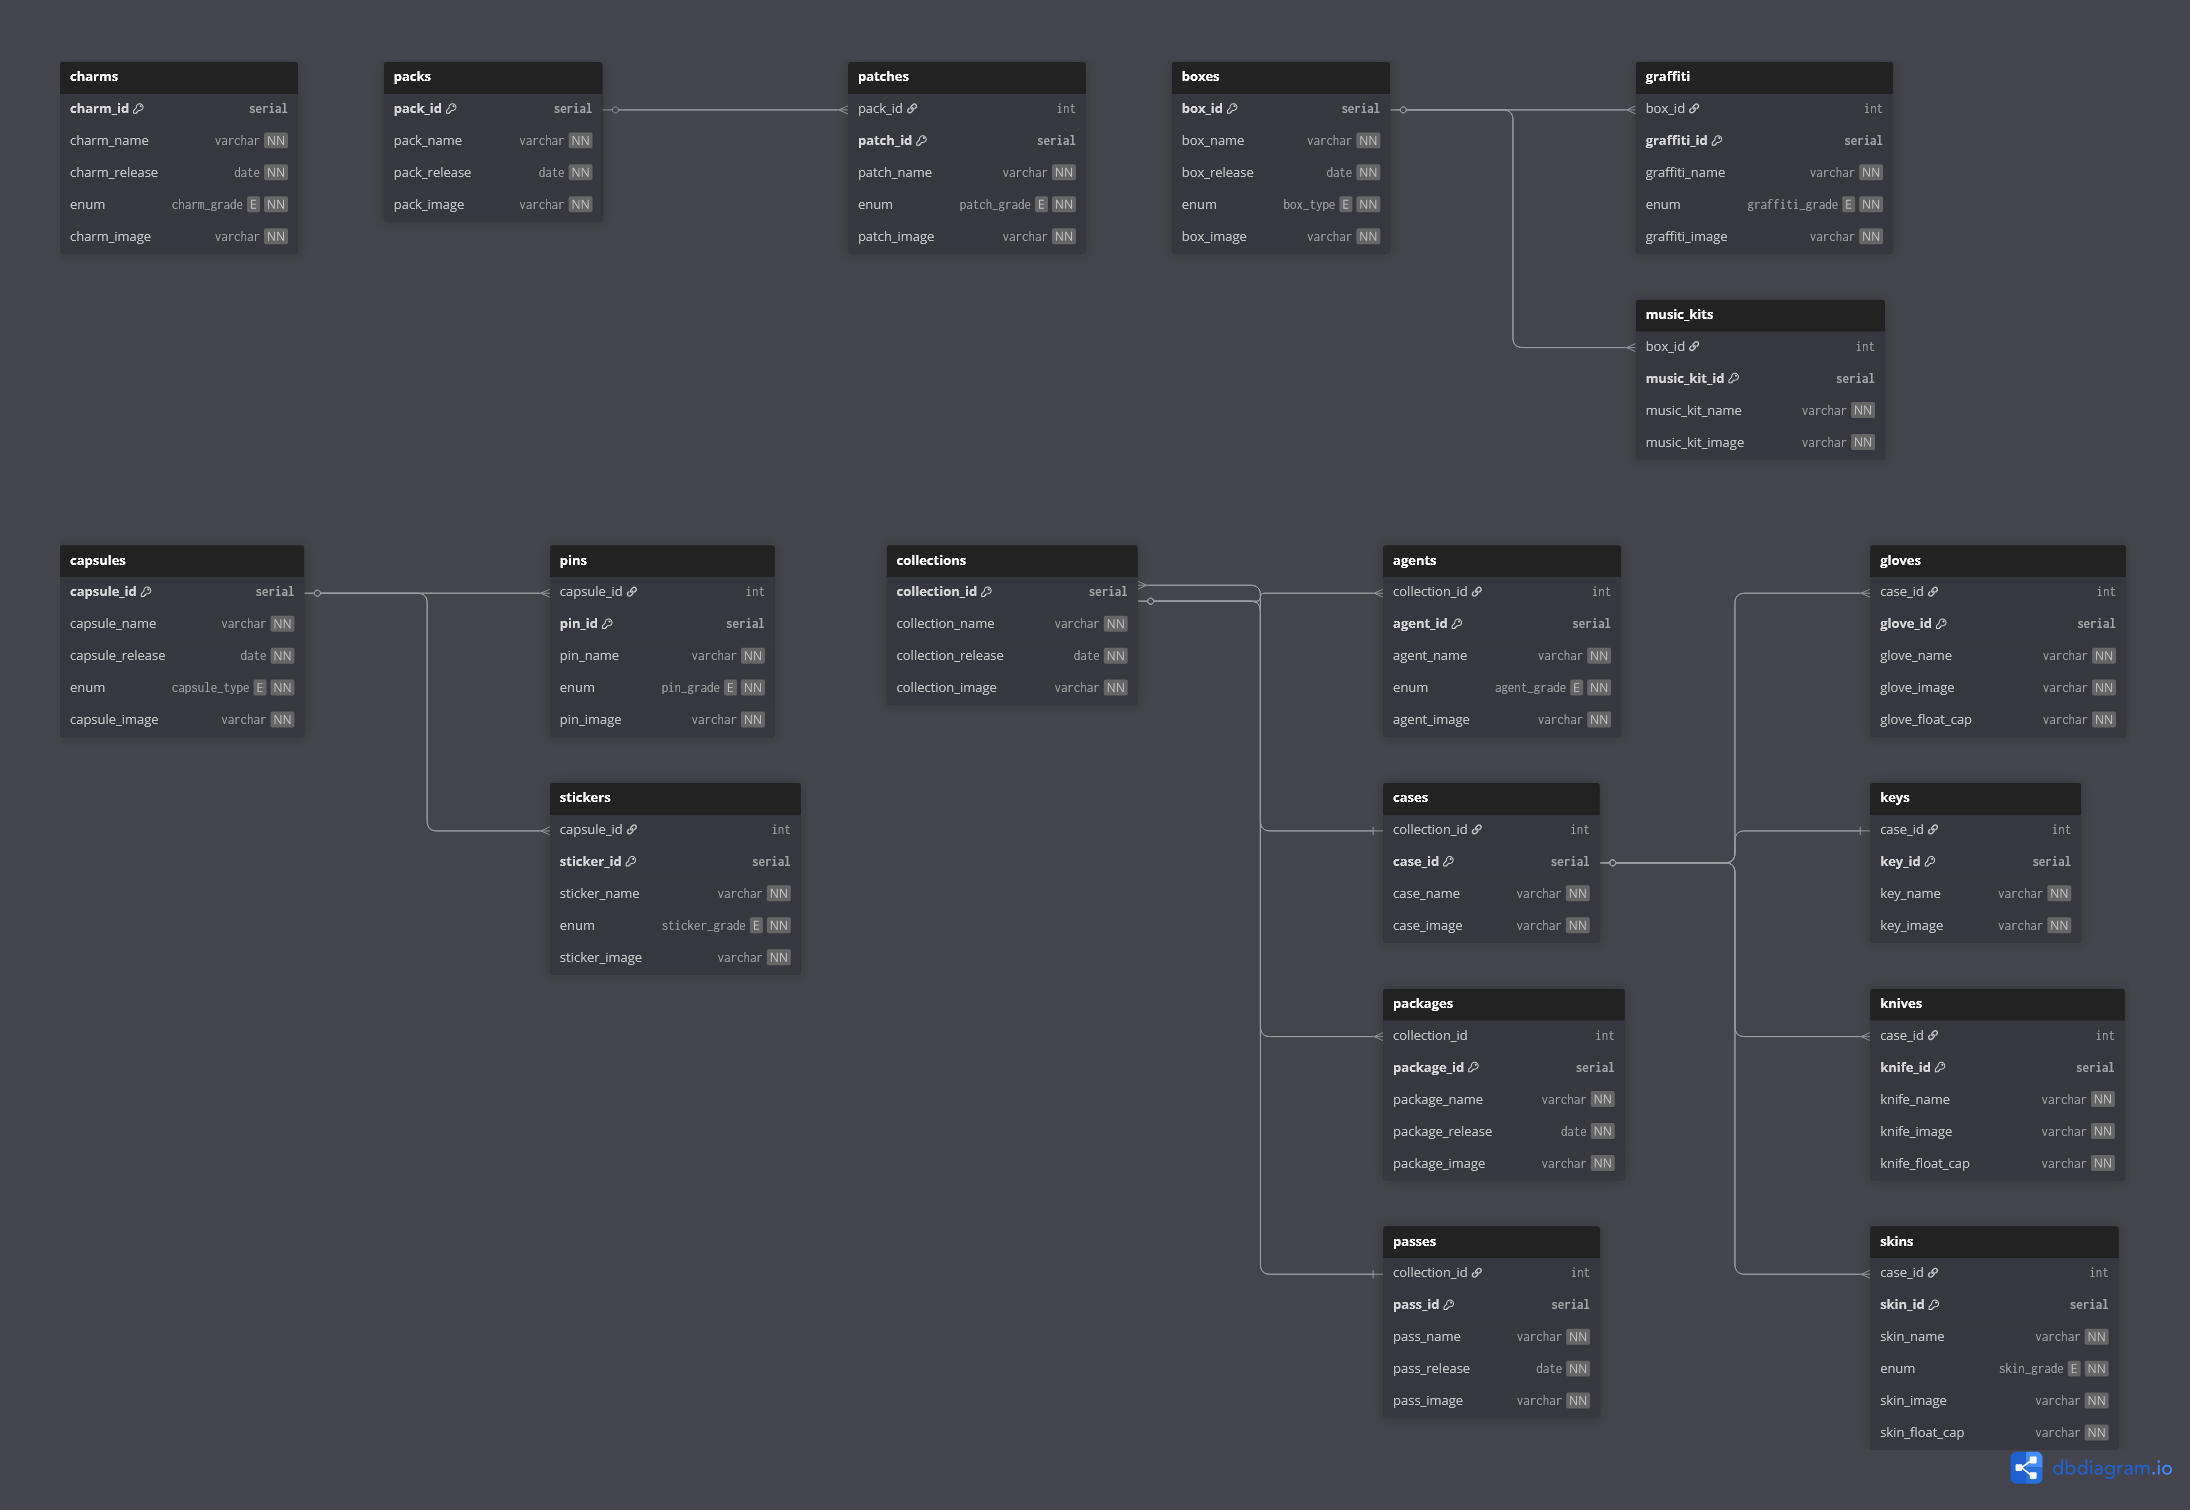 charms
charm_id serial
charm_name varchar NN
charm_release date NN
enum charm_grade E NN
charm_image varchar NN
packs
pack_id serial
pack_name varchar NN
pack_release date NN
pack_image varchar NN
patches
pack_id int
patch_id serial
patch_name varchar NN
enum patch_grade E NN
patch_image varchar NN
boxes
box_id serial
box_name varchar NN
box_release date NN
enum box_type E NN
box_image varchar NN
graffiti
box_id int
graffiti_id serial
graffiti_name varchar NN
enum graffiti_grade E NN
graffiti_image varchar NN
music_kits
box_id int
music_kit_id serial
music_kit_name varchar NN
music_kit_image varchar NN
capsules
capsule_id serial
capsule_name varchar NN
capsule_release date NN
enum capsule_type E NN
capsule_image varchar NN
pins
capsule_id int
pin_id serial
pin_name varchar NN
enum pin_grade E NN
pin_image varchar NN
stickers
capsule_id int
sticker_id serial
sticker_name varchar NN
enum sticker_grade E NN
sticker_image varchar NN
collections
collection_id serial
collection_name varchar NN
collection_release date NN
collection_image varchar NN
agents
collection_id int
agent_id serial
agent_name varchar NN
enum agent_grade E NN
agent_image varchar NN
cases
collection_id int
case_id serial
case_name varchar NN
case_image varchar NN
packages
collection_id int
package_id serial
package_name varchar NN
package_release date NN
package_image varchar NN
passes
collection_id int
pass_id serial
pass_name varchar NN
pass_release date NN
pass_image varchar NN
gloves
case_id int
glove_id serial
glove_name varchar NN
glove_image varchar NN
glove_float_cap varchar NN
keys
case_id int
key_id serial
key_name varchar NN
key_image varchar NN
knives
case_id int
knife_id serial
knife_name varchar NN
knife_image varchar NN
knife_float_cap varchar NN
skins
case_id int
skin_id serial
skin_name varchar NN
enum skin_grade E NN
skin_image varchar NN
skin_float_cap varchar NN
dbdiagram.io